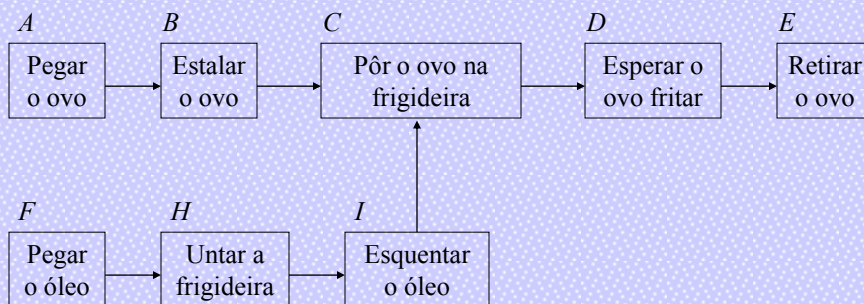 A
B
C
D
E
Pegar
o ovo
Estalar
o ovo
Pôr o ovo na
frigideira
Esperar o
ovo fritar
Retirar
o ovo
F
H
I
Pegar
o óleo
Untar a
frigideira
Esquentar
o óleo